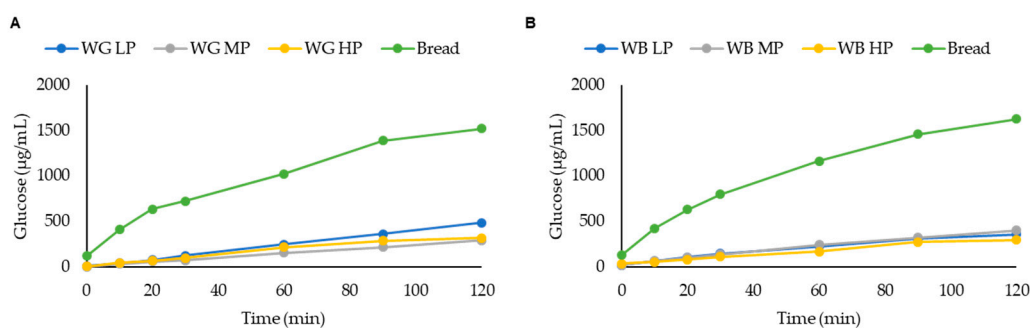 A
WG LP WG MP WG HP Bread
2000
1500
1000
500
0
Glucose (µg/mL)
0 20 40 60 80 100 120
Time (min)
B
WB LP WB MP WB HP Bread
2000
1500
1000
500
0
Glucose (µg/mL)
0 20 40 60 80 100 120
Time (min)